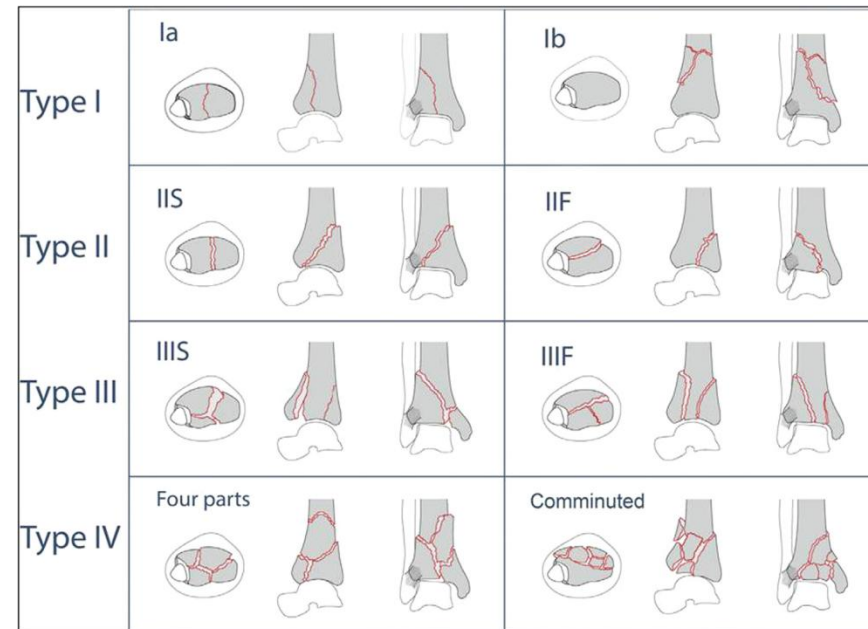 Type I
Ia
Ib
Type II
IIS
IIF
Type III
IIIS
IIIF
Type IV
Four parts
Comminuted